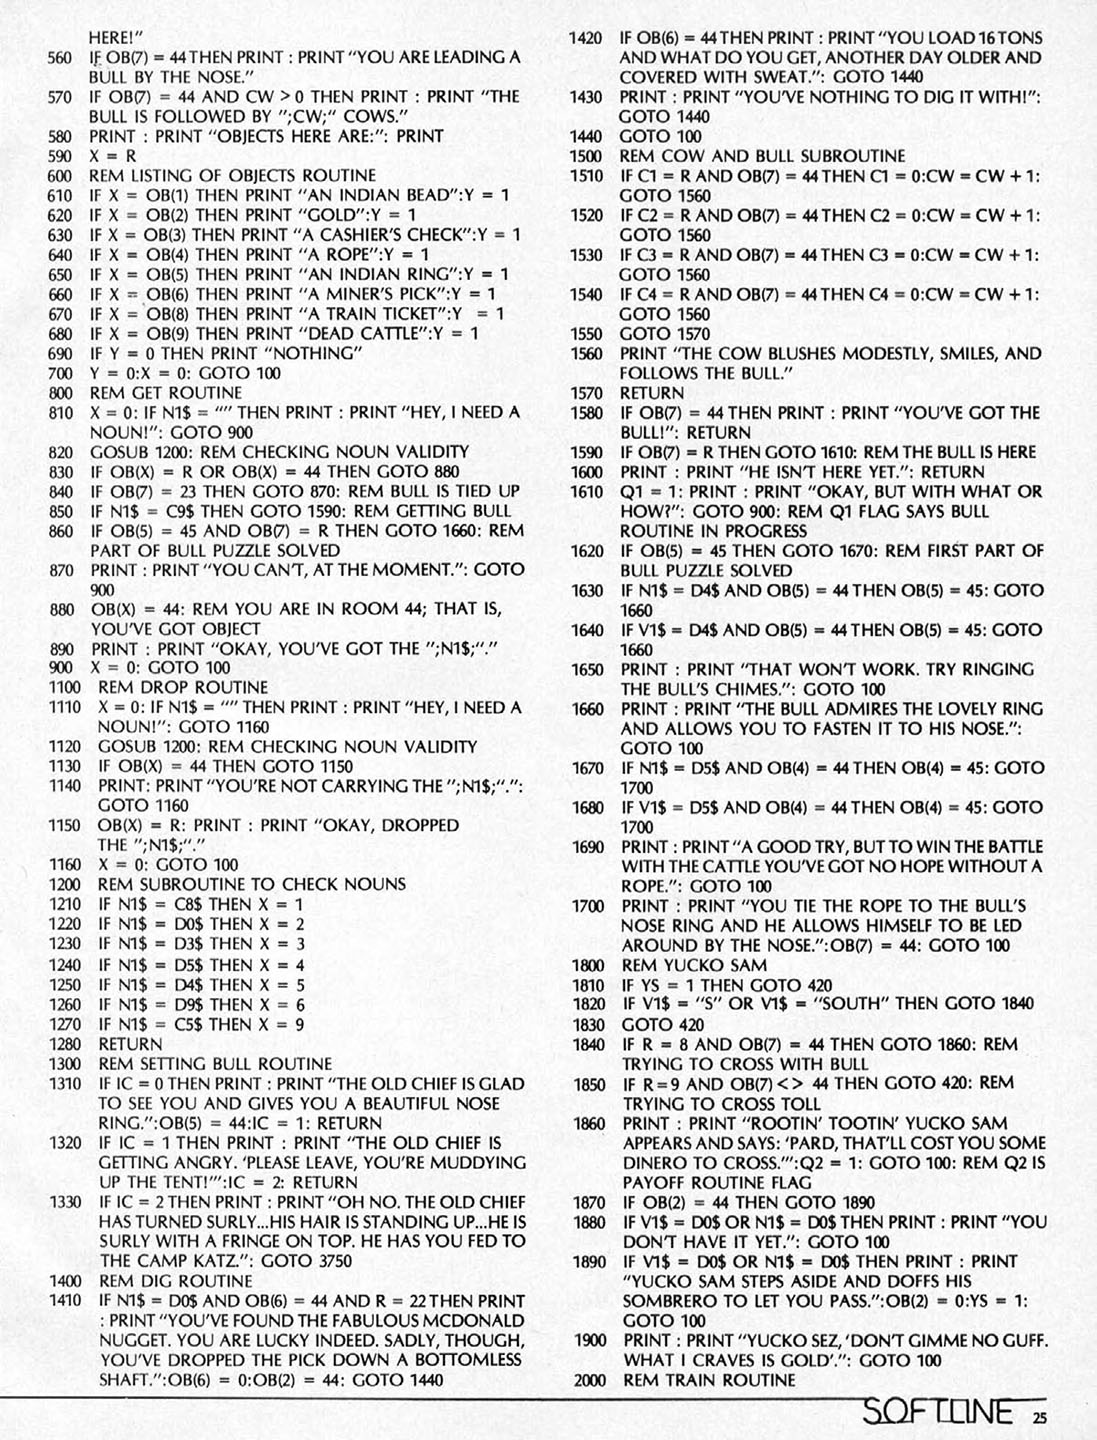 HERE!"
560 IF OB(7) = 44 THEN PRINT : PRINT "YOU ARE LEADING A
BULL BY THE NOSE."
570 IF OB(7) = 44 AND CW > 0 THEN PRINT : PRINT "THE
BULL IS FOLLOWED BY ";CW;" COWS."
580 PRINT : PRINT "OBJECTS HERE ARE:": PRINT
590 X = R
600 REM LISTING OF OBJECTS ROUTINE
610 IF X = OB(1) THEN PRINT "AN INDIAN BEAD":Y = 1
620 IF X = OB(2) THEN PRINT "GOLD":Y = 1
630 IF X = OB(3) THEN PRINT "A CASHIER'S CHECK":Y = 1
640 IF X = OB(4) THEN PRINT "A ROPE":Y = 1
650 IF X = OB(5) THEN PRINT "AN INDIAN RING":Y = 1
660 IF X = OB(6) THEN PRINT "A MINER'S PICK":Y = 1
670 IF X = OB(8) THEN PRINT "A TRAIN TICKET":Y = 1
680 IF X = OB(9) THEN PRINT "DEAD CATTLE":Y = 1
690 IF Y = 0 THEN PRINT "NOTHING"
700 Y = 0:X = 0: GOTO 100
800 REM GET ROUTINE
810 X = 0: IF N1$ = "" THEN PRINT : PRINT "HEY, I NEED A
NOUN!": GOTO 900
820 GOSUB 1200: REM CHECKING NOUN VALIDITY
830 IF OB(X) = R OR OB(X) = 44 THEN GOTO 880
840 IF OB(7) = 23 THEN GOTO 870: REM BULL IS TIED UP
850 IF N1$ = C9$ THEN GOTO 1590: REM GETTING BULL
860 IF OB(5) = 45 AND OB(7) = R THEN GOTO 1660: REM
PART OF BULL PUZZLE SOLVED
870 PRINT : PRINT "YOU CAN'T, AT THE MOMENT.": GOTO
900
880 OB(X) = 44: REM YOU ARE IN ROOM 44; THAT IS,
YOU'VE GOT OBJECT
890 PRINT : PRINT "OKAY, YOU'VE GOT THE ";N1$;"."
900 X = 0: GOTO 100
1100 REM DROP ROUTINE
1110 X = 0: IF N1$ = "" THEN PRINT : PRINT "HEY, I NEED A
NOUN!": GOTO 1160
1120 GOSUB 1200: REM CHECKING NOUN VALIDITY
1130 IF OB(X) = 44 THEN GOTO 1150
1140 PRINT: PRINT "YOU'RE NOT CARRYING THE ";N1$;".":
GOTO 1160
1150 OB(X) = R: PRINT : PRINT "OKAY, DROPPED
THE ";N1$;"."
1160 X = 0: GOTO 100
1200 REM SUBROUTINE TO CHECK NOUNS
1210 IF N1$ = C8$ THEN X = 1
1220 IF N1$ = D0$ THEN X = 2
1230 IF N1$ = D3$ THEN X = 3
1240 IF N1$ = D5$ THEN X = 4
1250 IF N1$ = D4$ THEN X = 5
1260 IF N1$ = D9$ THEN X = 6
1270 IF N1$ = C5$ THEN X = 9
1280 RETURN
1300 REM SETTING BULL ROUTINE
1310 IF IC = 0 THEN PRINT : PRINT "THE OLD CHIEF IS GLAD
TO SEE YOU AND GIVES YOU A BEAUTIFUL NOSE
RING.":OB(5) = 44:IC = 1: RETURN
1320 IF IC = 1 THEN PRINT : PRINT "THE OLD CHIEF IS
GETTING ANGRY. 'PLEASE LEAVE, YOU'RE MUDDYING
UP THE TENT!'":IC = 2: RETURN
1330 IF IC = 2 THEN PRINT : PRINT "OH NO. THE OLD CHIEF
HAS TURNED SURLY...HIS HAIR IS STANDING UP...HE IS
SURLY WITH A FRINGE ON TOP. HE HAS YOU FED TO
THE CAMP KATZ.": GOTO 3750
1400 REM DIG ROUTINE
1410 IF N1$ = D0$ AND OB(6) = 44 AND R = 22 THEN PRINT
: PRINT "YOU'VE FOUND THE FABULOUS MCDONALD
NUGGET. YOU ARE LUCKY INDEED. SADLY, THOUGH,
YOU'VE DROPPED THE PICK DOWN A BOTTOMLESS
SHAFT.":OB(6) = 0:OB(2) = 44: GOTO 1440
1420 IF OB(6) = 44 THEN PRINT : PRINT "YOU LOAD 16 TONS
AND WHAT DO YOU GET, ANOTHER DAY OLDER AND
COVERED WITH SWEAT.": GOTO 1440
1430 PRINT : PRINT "YOU'VE NOTHING TO DIG IT WITH!":
GOTO 1440
1440 GOTO 100
1500 REM COW AND BULL SUBROUTINE
1510 IF C1 = R AND OB(7) = 44 THEN C1 = 0:CW = CW + 1:
GOTO 1560
1520 IF C2 = R AND OB(7) = 44 THEN C2 = 0:CW = CW + 1:
GOTO 1560
1530 IF C3 = R AND OB(7) = 44 THEN C3 = 0:CW = CW + 1:
GOTO 1560
1540 IF C4 = R AND OB(7) = 44 THEN C4 = 0:CW = CW + 1:
GOTO 1560
1550 GOTO 1570
1560 PRINT "THE COW BLUSHES MODESTLY, SMILES, AND
FOLLOWS THE BULL."
1570 RETURN
1580 IF OB(7) = 44 THEN PRINT : PRINT "YOU'VE GOT THE
BULL!": RETURN
1590 IF OB(7) = R THEN GOTO 1610: REM THE BULL IS HERE
1600 PRINT : PRINT "HE ISN'T HERE YET.": RETURN
1610 Q1 = 1: PRINT : PRINT "OKAY, BUT WITH WHAT OR
HOW?": GOTO 900: REM Q1 FLAG SAYS BULL
ROUTINE IN PROGRESS
1620 IF OB(5) = 45 THEN GOTO 1670: REM FIRST PART OF
BULL PUZZLE SOLVED
1630 IF N1$ = D4$ AND OB(5) = 44 THEN OB(5) = 45: GOTO
1660
1640 IF V1$ = D4$ AND OB(5) = 44 THEN OB(5) = 45: GOTO
1660
1650 PRINT : PRINT "THAT WON'T WORK. TRY RINGING
THE BULL'S CHIMES.": GOTO 100
1660 PRINT : PRINT "THE BULL ADMIRES THE LOVELY RING
AND ALLOWS YOU TO FASTEN IT TO HIS NOSE.":
GOTO 100
1670 IF N1$ = D5$ AND OB(4) = 44 THEN OB(4) = 45: GOTO
1700
1680 IF V1$ = D5$ AND OB(4) = 44 THEN OB(4) = 45: GOTO
1700
1690 PRINT : PRINT "A GOOD TRY, BUT TO WIN THE BATTLE
WITH THE CATTLE YOU'VE GOT NO HOPE WITHOUT A
ROPE.": GOTO 100
1700 PRINT : PRINT "YOU TIE THE ROPE TO THE BULL'S
NOSE RING AND HE ALLOWS HIMSELF TO BE LED
AROUND BY THE NOSE.":OB(7) = 44: GOTO 100
1800 REM YUCKO SAM
1810 IF YS = 1 THEN GOTO 420
1820 IF V1$ = "S" OR V1$ = "SOUTH" THEN GOTO 1840
1830 GOTO 420
1840 IF R = 8 AND OB(7) = 44 THEN GOTO 1860: REM
TRYING TO CROSS WITH BULL
1850 IF R=9 AND OB(7) <> 44 THEN GOTO 420: REM
TRYING TO CROSS TOLL
1860 PRINT : PRINT "ROOTIN' TOOTIN' YUCKO SAM
APPEARS AND SAYS: 'PARD, THAT'LL COST YOU SOME
DINERO TO CROSS.'":Q2 = 1: GOTO 100: REM Q2 IS
PAYOFF ROUTINE FLAG
1870 IF OB(2) = 44 THEN GOTO 1890
1880 IF V1$ = D0$ OR N1$ = D0$ THEN PRINT : PRINT "YOU
DON'T HAVE IT YET.": GOTO 100
1890 IF V1$ = D0$ OR N1$ = D0$ THEN PRINT : PRINT
"YUCKO SAM STEPS ASIDE AND DOFFS HIS
SOMBRERO TO LET YOU PASS.":OB(2) = 0:YS = 1:
GOTO 100
1900 PRINT : PRINT "YUCKO SEZ, 'DON'T GIMME NO GUFF.
WHAT I CRAVES IS GOLD'.": GOTO 100
2000 REM TRAIN ROUTINE
SOFTLINE 25